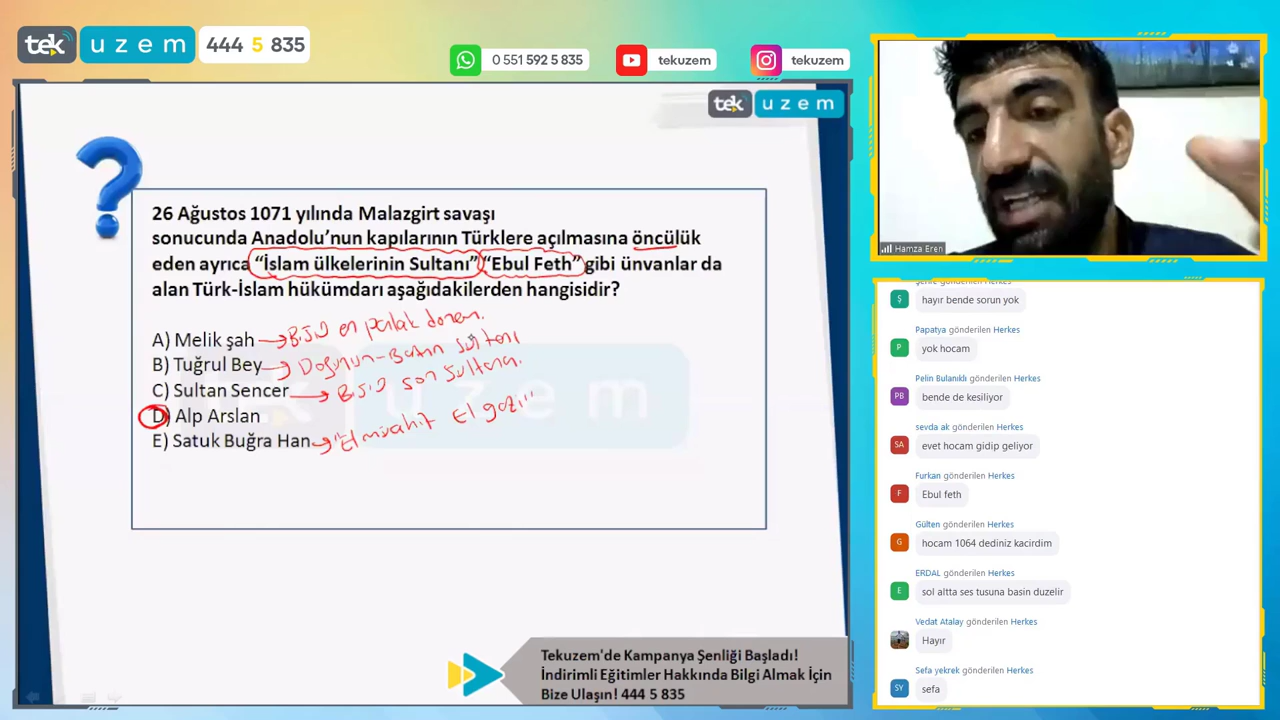 tek uzem 444 5 835
0 551 592 5 835
tekuzem
tekuzem
tek uzem
26 Ağustos 1071 yılında Malazgirt savaşı
sonucunda Anadolu’nun kapılarının Türklere açılmasına öncülük
eden ayrıca “İslam ülkelerinin Sultanı” “Ebul Feth” gibi ünvanlar da
alan Türk-İslam hükümdarı aşağıdakilerden hangisidir?
A) Melik şah → BSD en parlak dönem.
B) Tuğrul Bey → Doğunun-Batının sultanı
C) Sultan Sencer → BSD son Sultanı.
D) Alp Arslan
E) Satuk Buğra Han → "El mücahit El gazi"
tek uzem
Tekuzem'de Kampanya Şenliği Başladı!
İndirimli Eğitimler Hakkında Bilgi Almak İçin
Bize Ulaşın! 444 5 835
Hamza Eren
Ş
hayır bende sorun yok
Papatya gönderilen Herkes
P yok hocam
Pelin Bulanıklı gönderilen Herkes
PB bende de kesiliyor
sevda ak gönderilen Herkes
SA evet hocam gidip geliyor
Furkan gönderilen Herkes
F Ebul feth
Gülten gönderilen Herkes
G hocam 1064 dediniz kacirdim
ERDAL gönderilen Herkes
E sol altta ses tusuna basin duzelir
Vedat Atalay gönderilen Herkes
Hayır
Sefa yekrek gönderilen Herkes
SY sefa